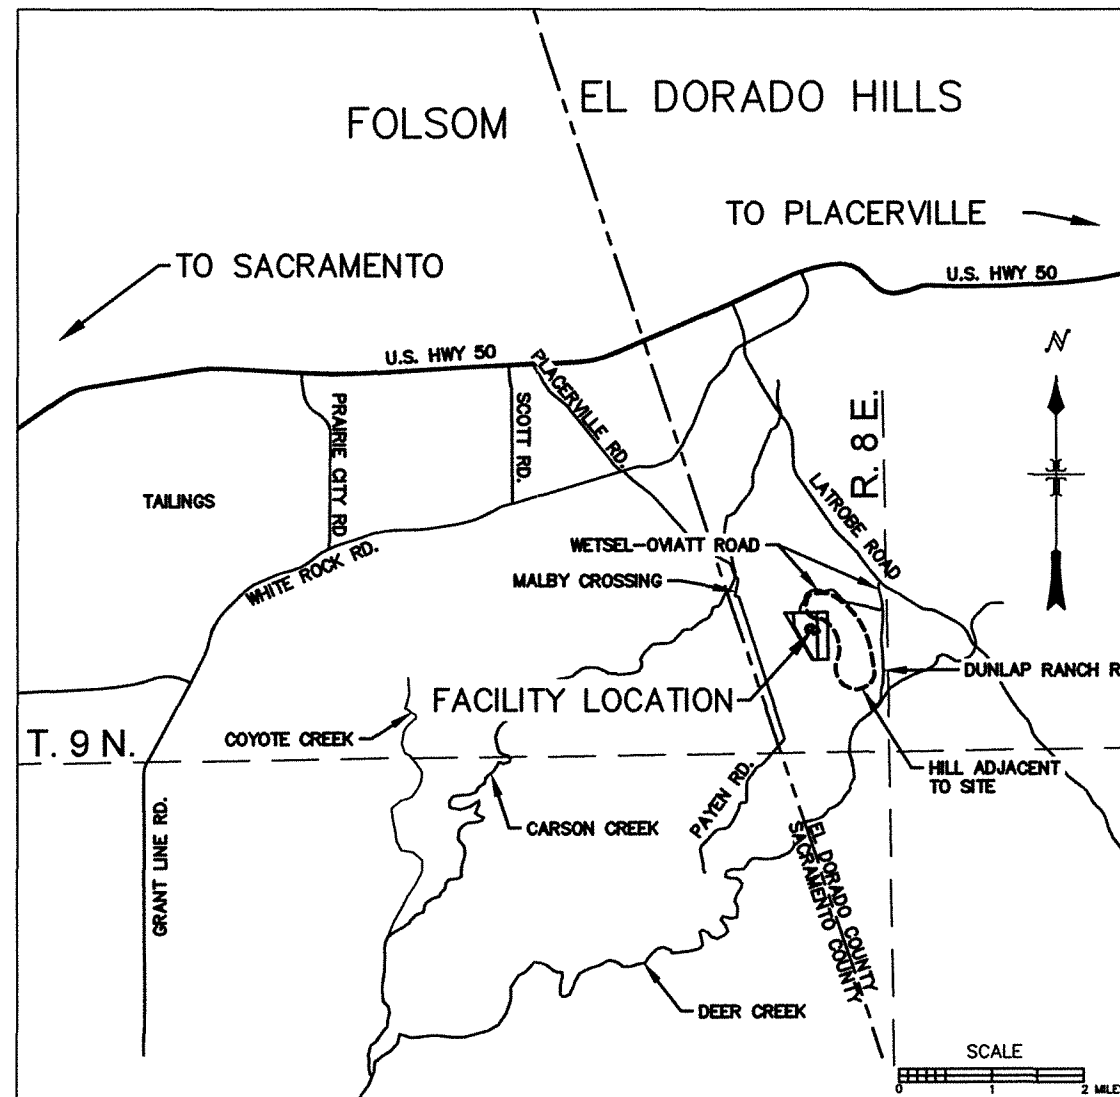 EL DORADO HILLS
FOLSOM
TO PLACERVILLE
TO SACRAMENTO
U.S. HWY 50
N
U.S. HWY 50
PLACERVILLE RD.
SCOTT RD.
PRAIRIE CITY RD
R. 8 E.
TAILINGS
LATROBE ROAD
WETSEL-OVIATT ROAD
WHITE ROCK RD.
MALBY CROSSING
DUNLAP RANCH R
FACILITY LOCATION
T. 9 N.
COYOTE CREEK
HILL ADJACENT
TO SITE
PAYEN RD.
GRANT LINE RD.
CARSON CREEK
EL DORADO COUNTY
SACRAMENTO COUNTY
DEER CREEK
SCALE
0 1 2 MILES